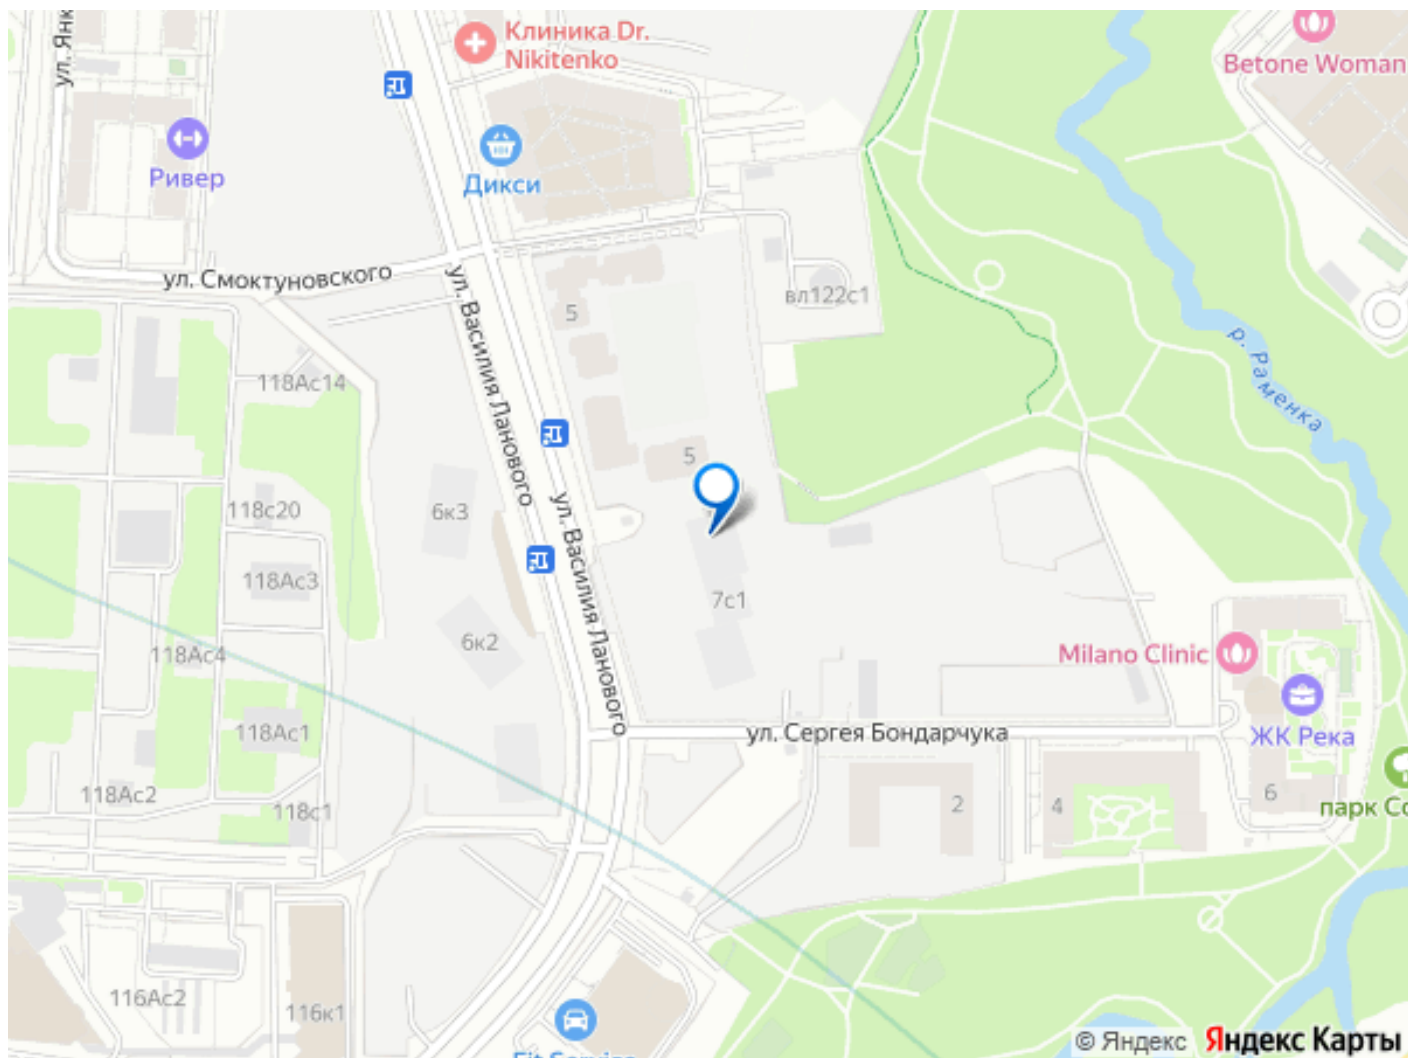 ул. Янк
Клиника Dr.
Nikitenko
Betone Woman
Ривер
Дикси
ул. Смоктуновского
ул. Василия Ланового
вл122с1
5
р. Раменка
118Ас14
5
6к3
118с20
ул. Василия Ланового
118Ас3
7с1
6к2
118Ас4
Milano Clinic
118Ас1
ул. Сергея Бондарчука
ЖК Река
118Ас2
118с1
2
4
6
парк Со
116Ас2
116к1
Fit Service
© Яндекс Яндекс Карты